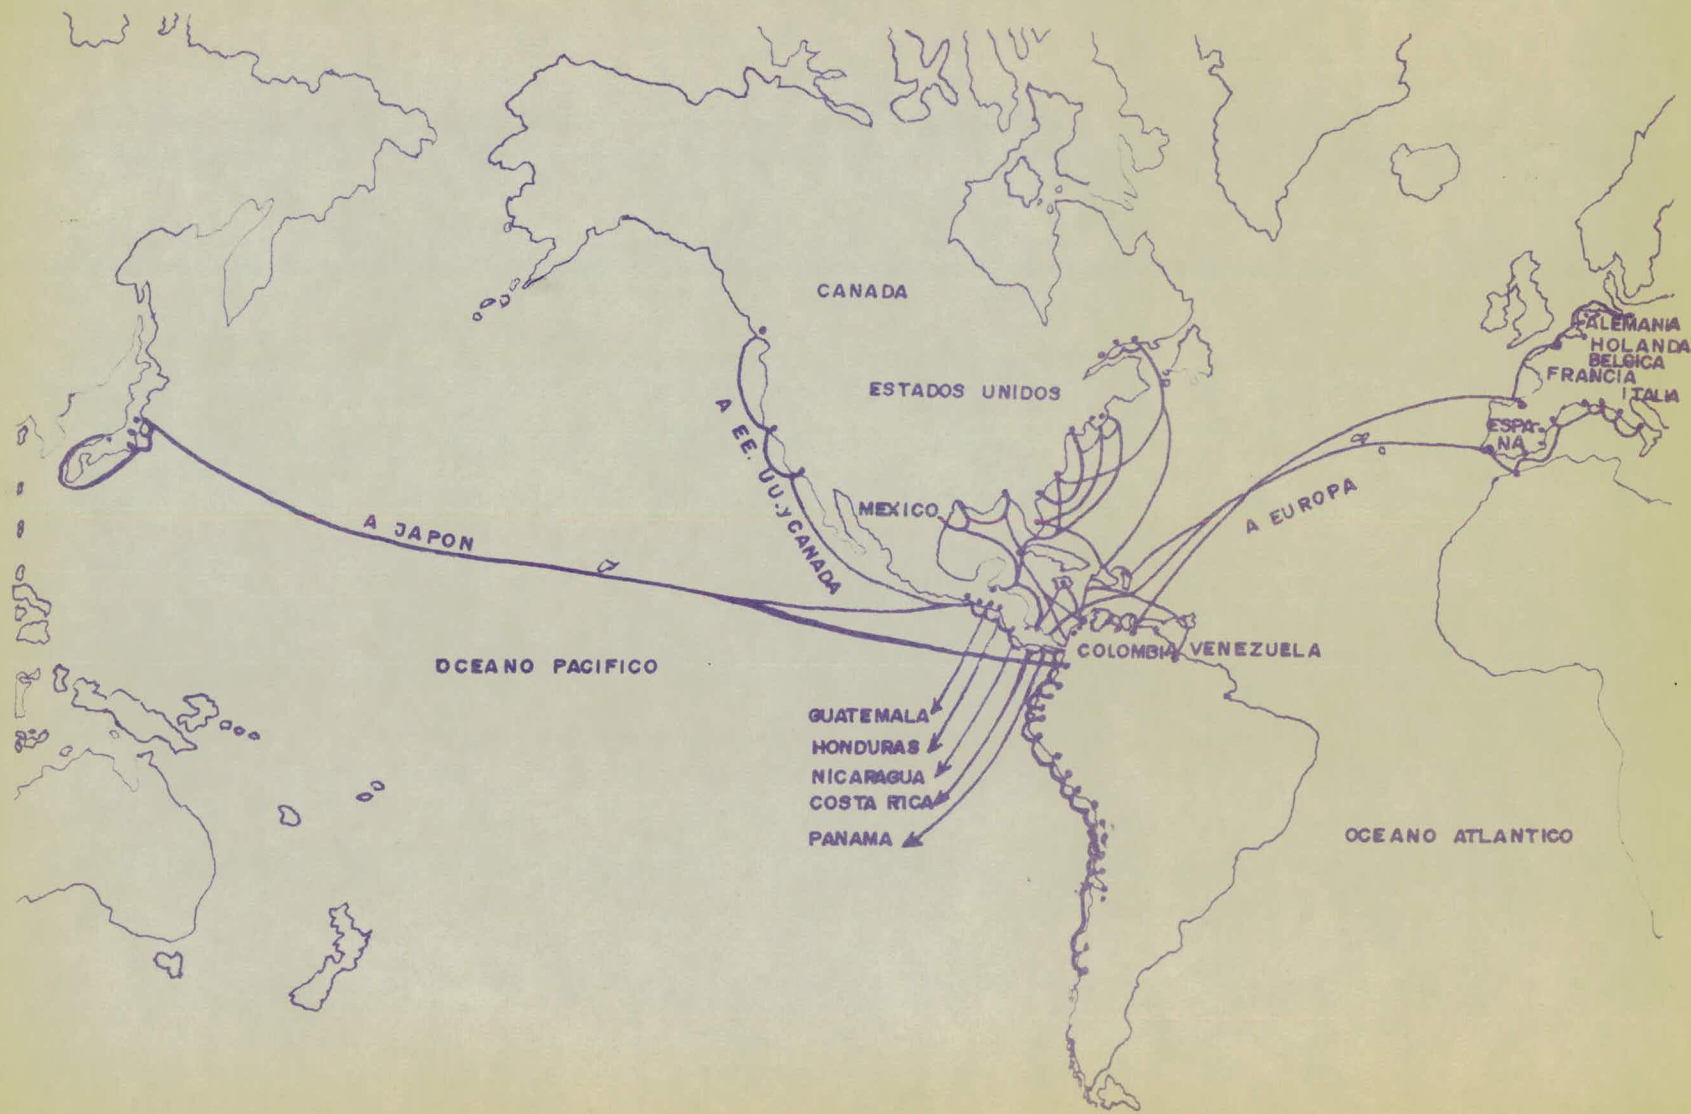 CANADA
ALEMANIA
HOLANDA
BELGICA
FRANCIA
ITALIA
ESTADOS UNIDOS
ESPA-
ÑA
A EE. UU. Y CANADA
MEXICO
A EUROPA
A JAPON
OCEANO PACIFICO
COLOMBIA
VENEZUELA
GUATEMALA
HONDURAS
NICARAGUA
COSTA RICA
PANAMA
OCEANO ATLANTICO